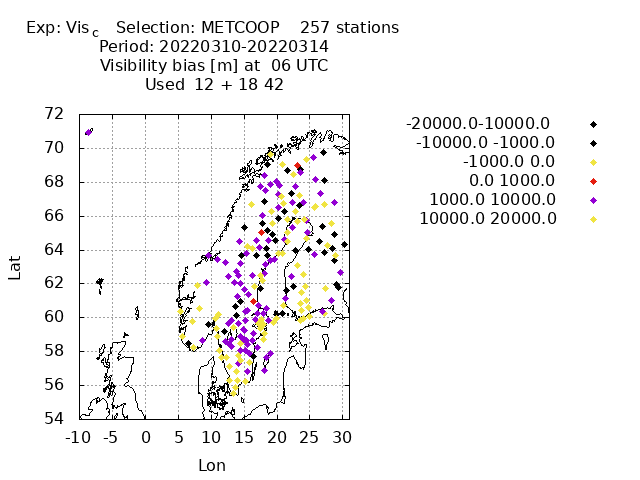 Exp: Vis c   Selection: METCOOP    257 stations
Period: 20220310-20220314
Visibility bias [m] at  06 UTC
Used  12 + 18 42
-20000.0-10000.0
-10000.0 -1000.0
-1000.0 0.0
0.0 1000.0
1000.0 10000.0
10000.0 20000.0
72
70
68
66
64
62
60
58
56
54
Lat
-10 -5 0 5 10 15 20 25 30
Lon